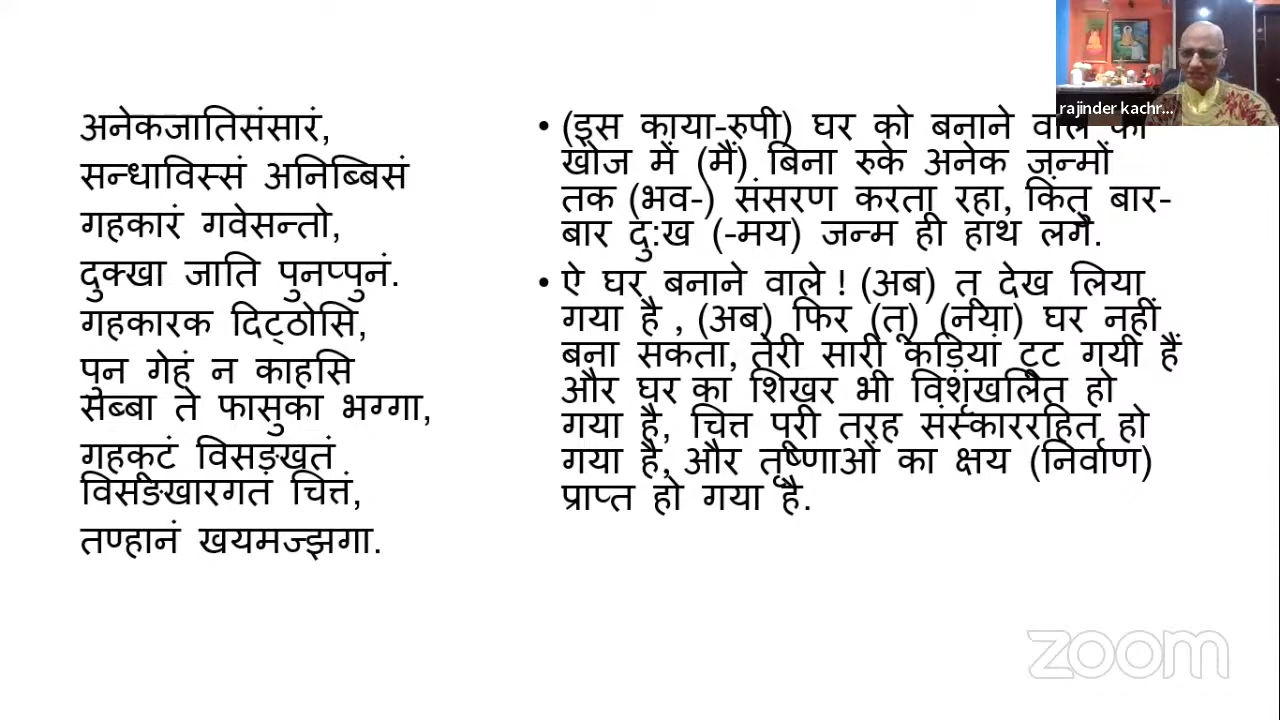 अनेकजातिसंसारं,
सन्धाविस्सं अनिब्बिसं
गहकारं गवेसन्तो,
दुक्खा जाति पुनप्पुनं.
गहकारक दिट्ठोसि,
पुन गेहं न काहसि
सब्बा ते फासुका भग्गा,
गहकूटं विसङ्खतं
विसङ्खारगतं चित्तं,
तण्हानं खयमज्झगा.
• (इस काया-रुपी) घर को बनाने वाले की
खोज में (मैं) बिना रुके अनेक जन्मों
तक (भव-) संसरण करता रहा, किंतु बार-
बार दु:ख (-मय) जन्म ही हाथ लगे.
• ऐ घर बनाने वाले ! (अब) तू देख लिया
गया है , (अब) फिर (तू) (नया) घर नहीं
बना सकता, तेरी सारी कड़ियां टूट गयी हैं
और घर का शिखर भी विशृंखलित हो
गया है, चित्त पूरी तरह संस्काररहित हो
गया है, और तृष्णाओं का क्षय (निर्वाण)
प्राप्त हो गया है.
rajinder kachr...
zoom